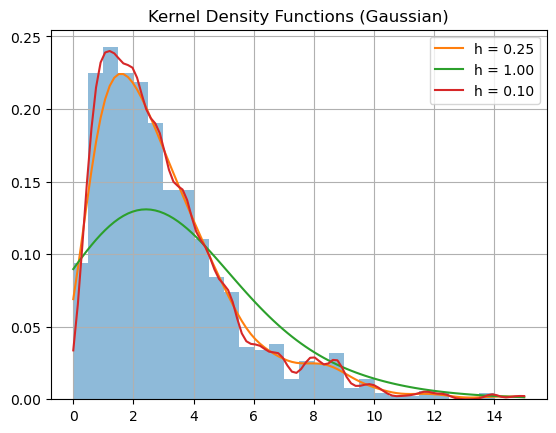 Kernel Density Functions (Gaussian)
h = 0.25
h = 1.00
h = 0.10
0.25
0.20
0.15
0.10
0.05
0.00
0 2 4 6 8 10 12 14